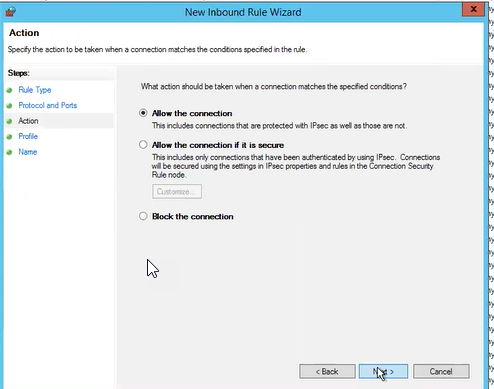 New Inbound Rule Wizard
x
Action
Specify the action to be taken when a connection matches the conditions specified in the rule.
Steps:
Rule Type
Protocol and Ports
Action
Profile
Name
What action should be taken when a connection matches the specified conditions?
Allow the connection
This includes connections that are protected with IPsec as well as those are not.
Allow the connection if it is secure
This includes only connections that have been authenticated by using IPsec. Connections
will be secured using the settings in IPsec properties and rules in the Connection Security
Rule node.
Customize...
Block the connection
< Back
>
Cancel